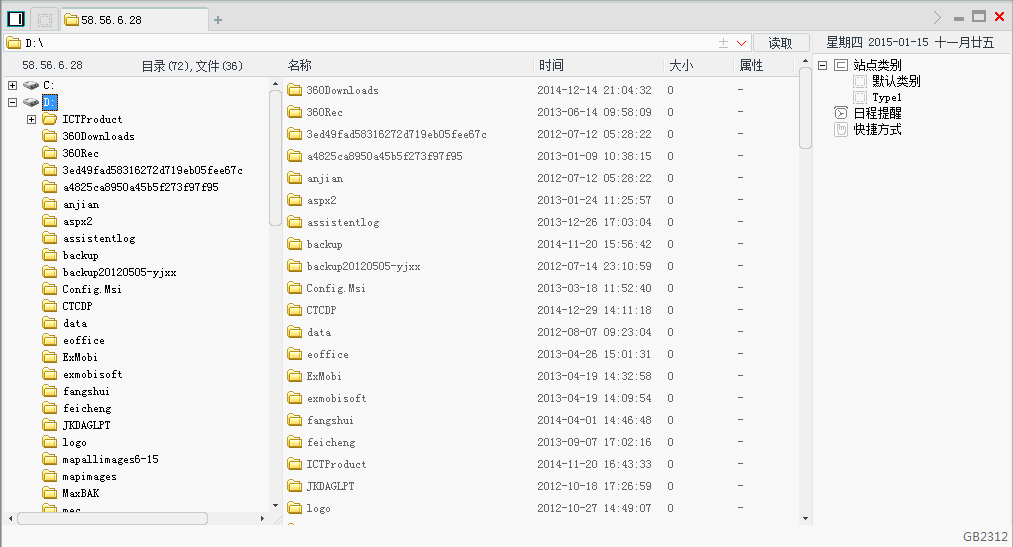 58.56.6.28
D:\
读取
星期四 2015-01-15 十一月廿五
58.56.6.28 目录(72),文件(36)
C:
D:
ICTProduct
360Downloads
360Rec
3ed49fad58316272d719eb05fee67c
a4825ca8950a45b5f273f97f95
anjian
aspx2
assistentlog
backup
backup20120505-yjxx
Config.Msi
CTCDP
data
eoffice
ExMobi
exmobisoft
fangshui
feicheng
JKDAGLPT
logo
mapallimages6-15
mapimages
MaxBAK
名称 时间 大小 属性
360Downloads 2014-12-14 21:04:32 0 -
360Rec 2013-06-14 09:58:09 0 -
3ed49fad58316272d719eb05fee67c 2012-07-12 05:28:22 0 -
a4825ca8950a45b5f273f97f95 2013-01-09 10:38:15 0 -
anjian 2012-07-12 05:28:22 0 -
aspx2 2013-01-24 11:25:57 0 -
assistentlog 2013-12-26 17:03:04 0 -
backup 2014-11-20 15:56:42 0 -
backup20120505-yjxx 2012-07-14 23:10:59 0 -
Config.Msi 2013-03-18 11:52:40 0 -
CTCDP 2014-12-29 14:11:18 0 -
data 2012-08-07 09:23:04 0 -
eoffice 2013-04-26 15:01:31 0 -
ExMobi 2013-04-19 14:32:58 0 -
exmobisoft 2013-04-19 14:09:54 0 -
fangshui 2014-04-01 14:46:48 0 -
feicheng 2013-09-07 17:02:16 0 -
ICTProduct 2014-11-20 16:43:33 0 -
JKDAGLPT 2012-10-18 17:26:59 0 -
logo 2012-10-27 14:49:07 0 -
站点类别
默认类别
Type1
日程提醒
快捷方式
GB2312